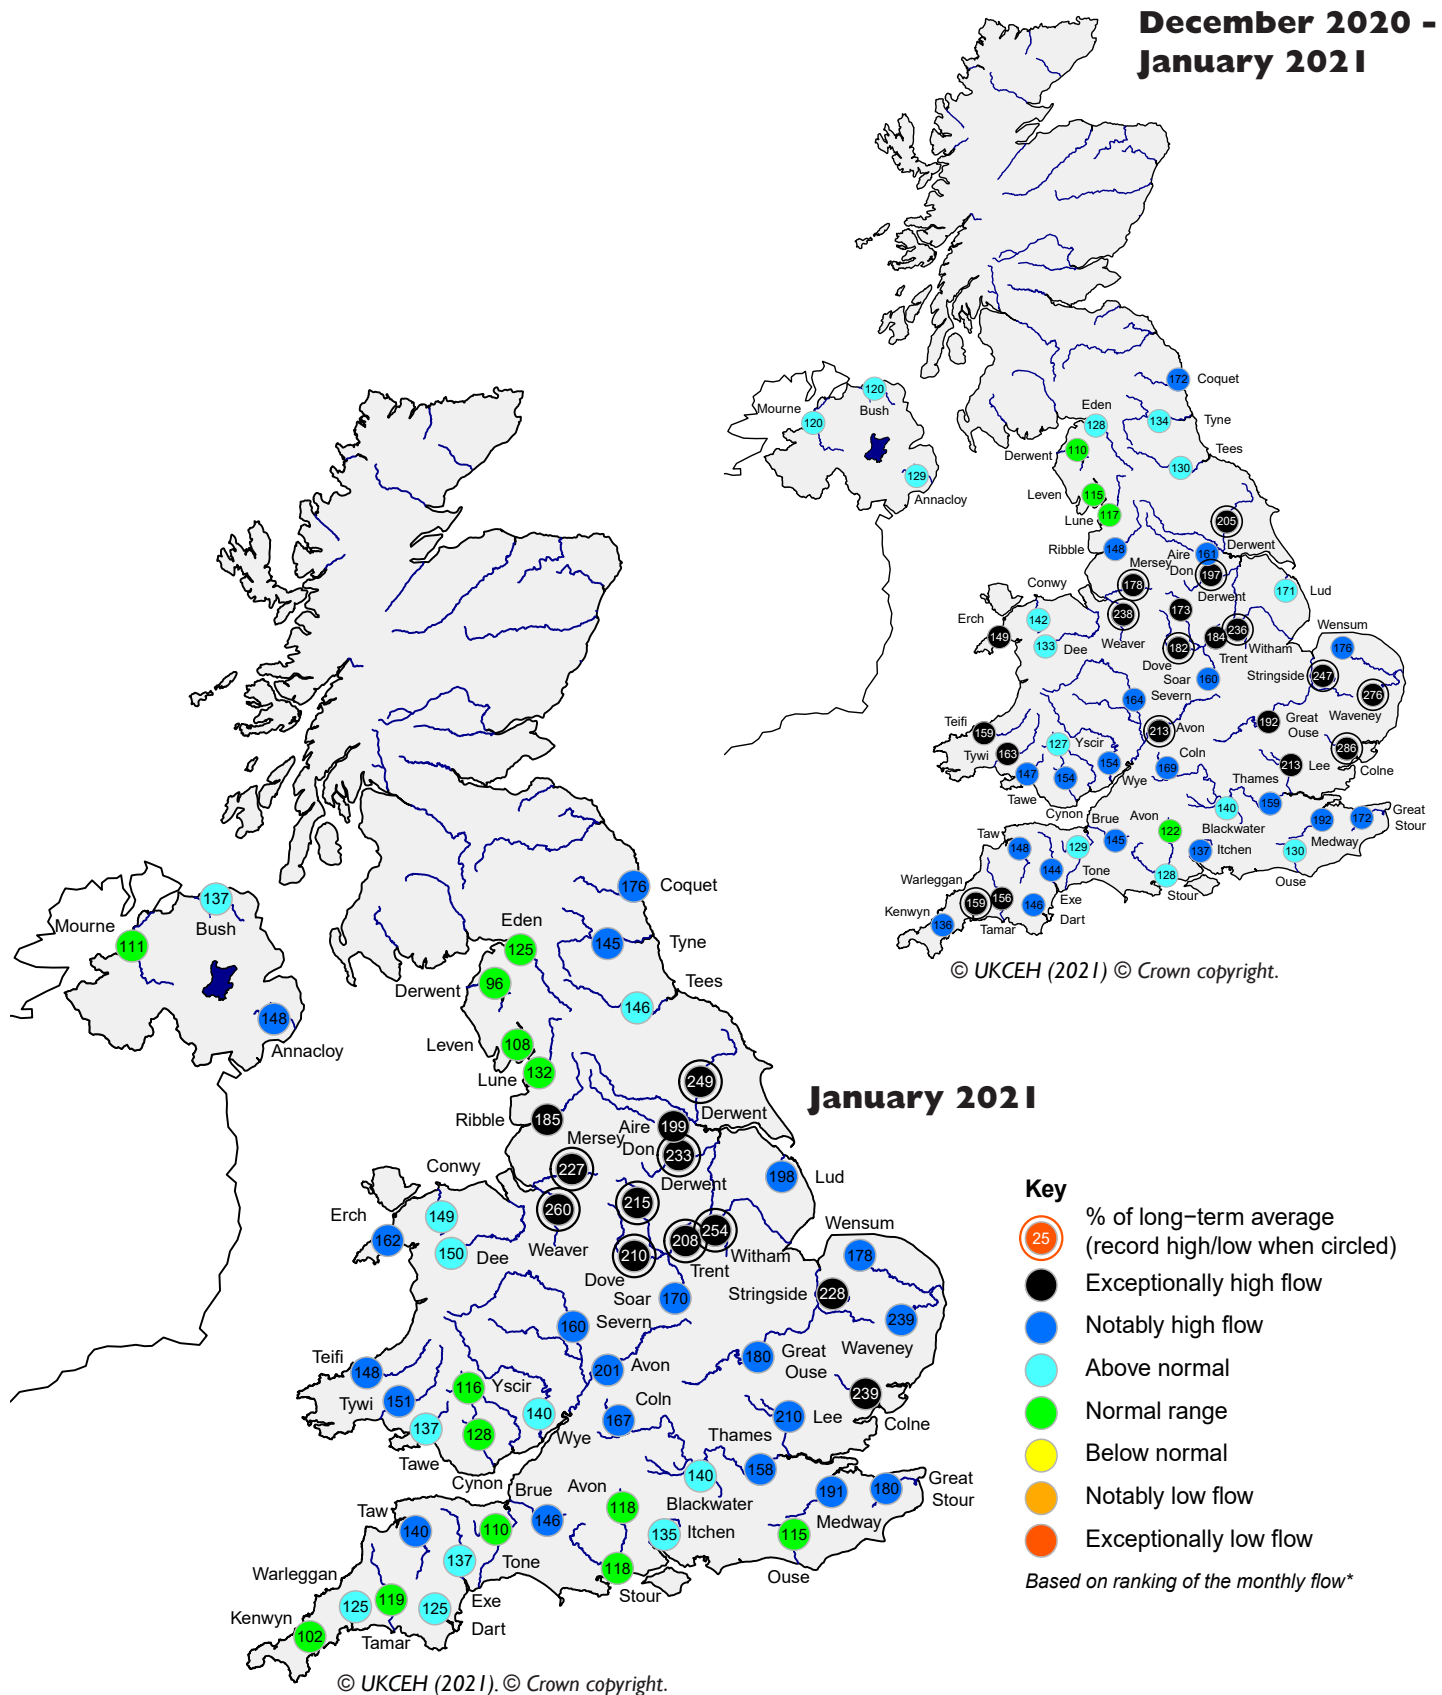 December 2020 -
January 2021
172
Coquet
120
Bush
Mourne
120
129
Annacloy
Eden
128
134
Tyne
Derwent
110
Tees
130
Leven
115
Lune
117
205
Derwent
Ribble
148
Aire
161
Mersey
178
Don
197
Derwent
173
171
Lud
Conwy
142
Erch
149
133
Dee
238
Weaver
182
Dove
184
Trent
236
Witham
Wensum
176
Soar
160
Stringside
247
276
Waveney
164
Severn
Teifi
159
213
Avon
192
Great
Ouse
286
Colne
Tywi
163
127
Yscir
147
Tawe
154
Cynon
154
Wye
Coln
169
213
Lee
Thames
159
140
Blackwater
192
Medway
172
Great
Stour
Taw
148
129
Tone
Brue
145
Avon
122
137
Itchen
130
Ouse
144
Exe
128
Stour
Warleggan
159
156
Tamar
146
Dart
Kenwyn
136
© UKCEH (2021) © Crown copyright.
January 2021
176
Coquet
137
Bush
Mourne
111
148
Annacloy
Eden
125
145
Tyne
Derwent
96
Tees
146
Leven
108
Lune
132
249
Derwent
Ribble
185
Aire
199
Mersey
227
Don
233
Derwent
215
198
Lud
Conwy
149
Erch
162
150
Dee
260
Weaver
210
Dove
208
Trent
254
Witham
Wensum
178
Soar
170
Stringside
228
239
Waveney
160
Severn
Teifi
148
201
Avon
180
Great
Ouse
239
Colne
Tywi
151
116
Yscir
137
Tawe
128
Cynon
140
Wye
Coln
167
210
Lee
Thames
158
140
Blackwater
191
Medway
180
Great
Stour
Taw
140
110
Tone
Brue
146
Avon
118
135
Itchen
115
Ouse
137
Exe
118
Stour
Warleggan
125
119
Tamar
125
Dart
Kenwyn
102
© UKCEH (2021). © Crown copyright.
Key
25
% of long-term average
(record high/low when circled)
Exceptionally high flow
Notably high flow
Above normal
Normal range
Below normal
Notably low flow
Exceptionally low flow
Based on ranking of the monthly flow*